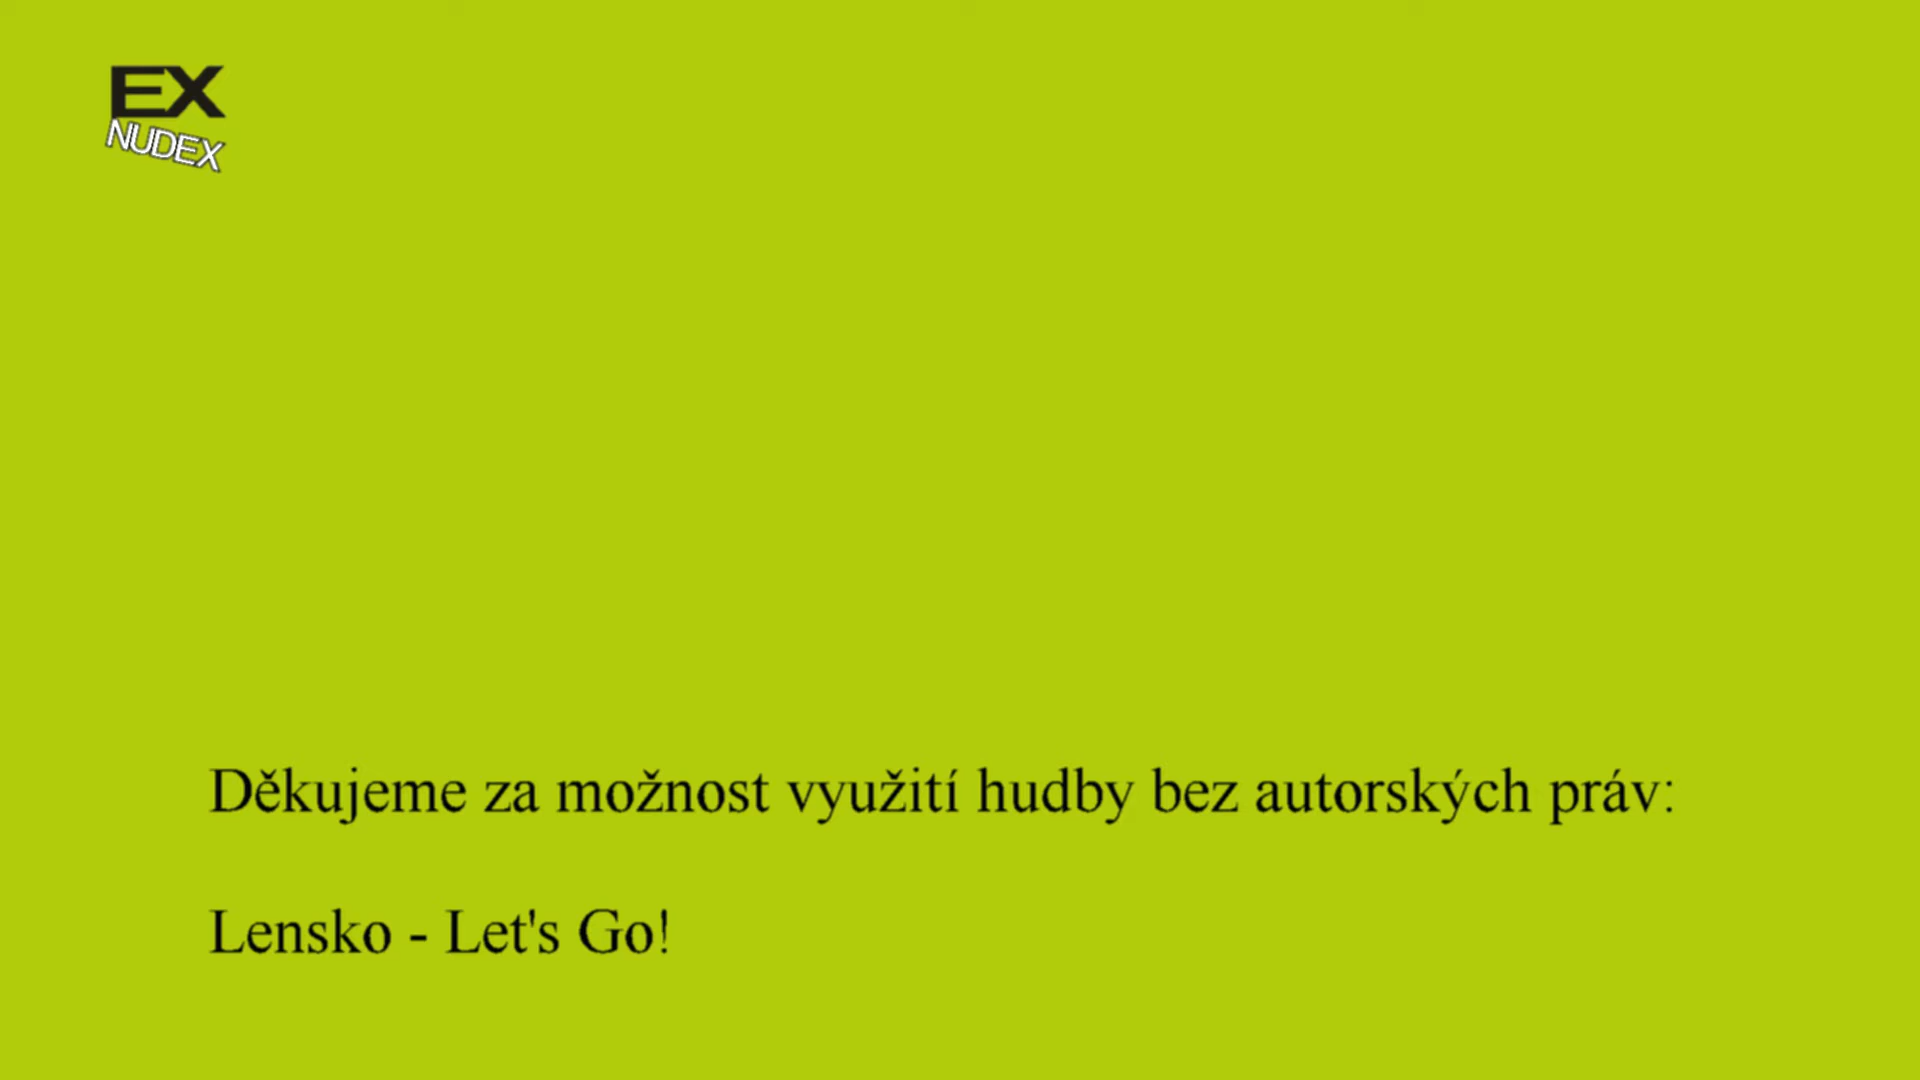 EX
NUDEX
Děkujeme za možnost využití hudby bez autorských práv:
Lensko - Let's Go!